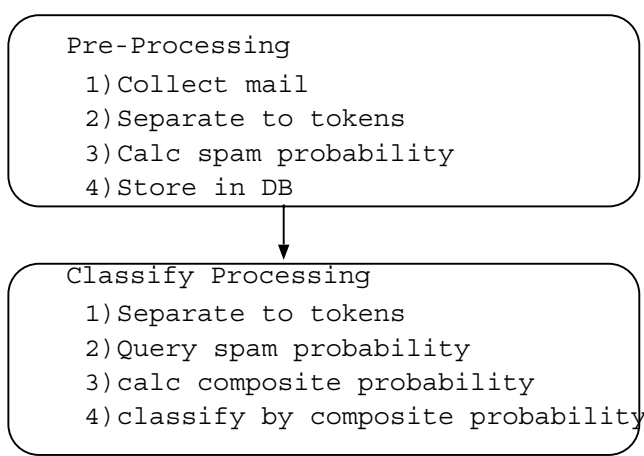 Pre-Processing
1)Collect mail
2)Separate to tokens
3)Calc spam probability
4)Store in DB
Classify Processing
1)Separate to tokens
2)Query spam probability
3)calc composite probability
4)classify by composite probability